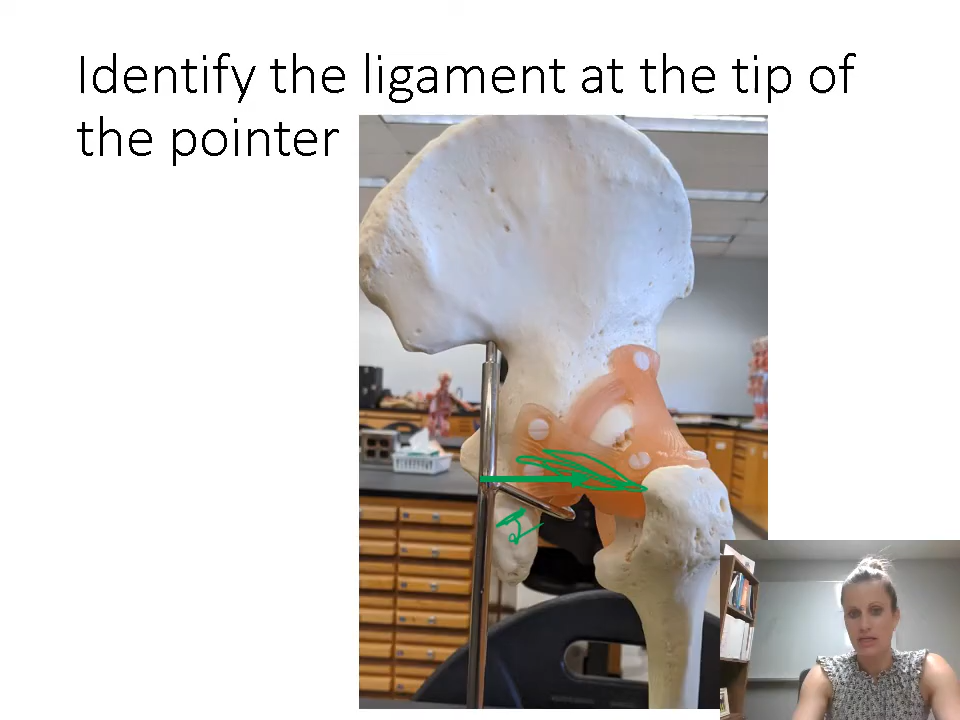 Identify the ligament at the tip of
the pointer